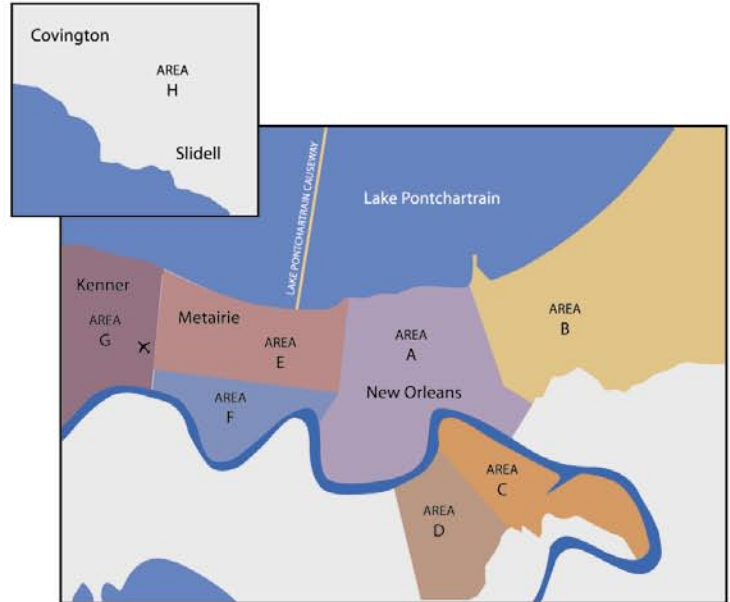 Covington
AREA
H
Slidell
LAKE PONTCHARTRAIN CAUSEWAY
Lake Pontchartrain
Kenner
AREA
G
Metairie
AREA
E
AREA
A
New Orleans
AREA
B
AREA
F
AREA
C
AREA
D